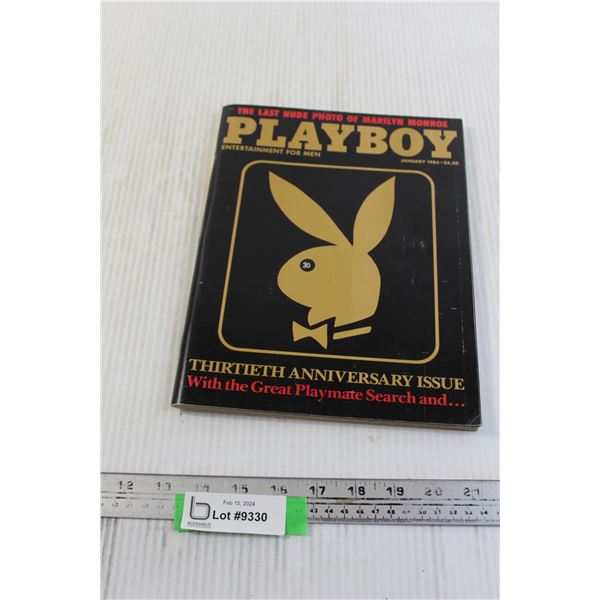 THE LAST NUDE PHOTO OF MARILYN MONROE
PLAYBOY
ENTERTAINMENT FOR MEN
JANUARY 1984 • $4.50
30
THIRTIETH ANNIVERSARY ISSUE
With the Great Playmate Search and...
12 13 14 15 16 17 18 19 20 21
Feb 15, 2024
b
Lot #9330